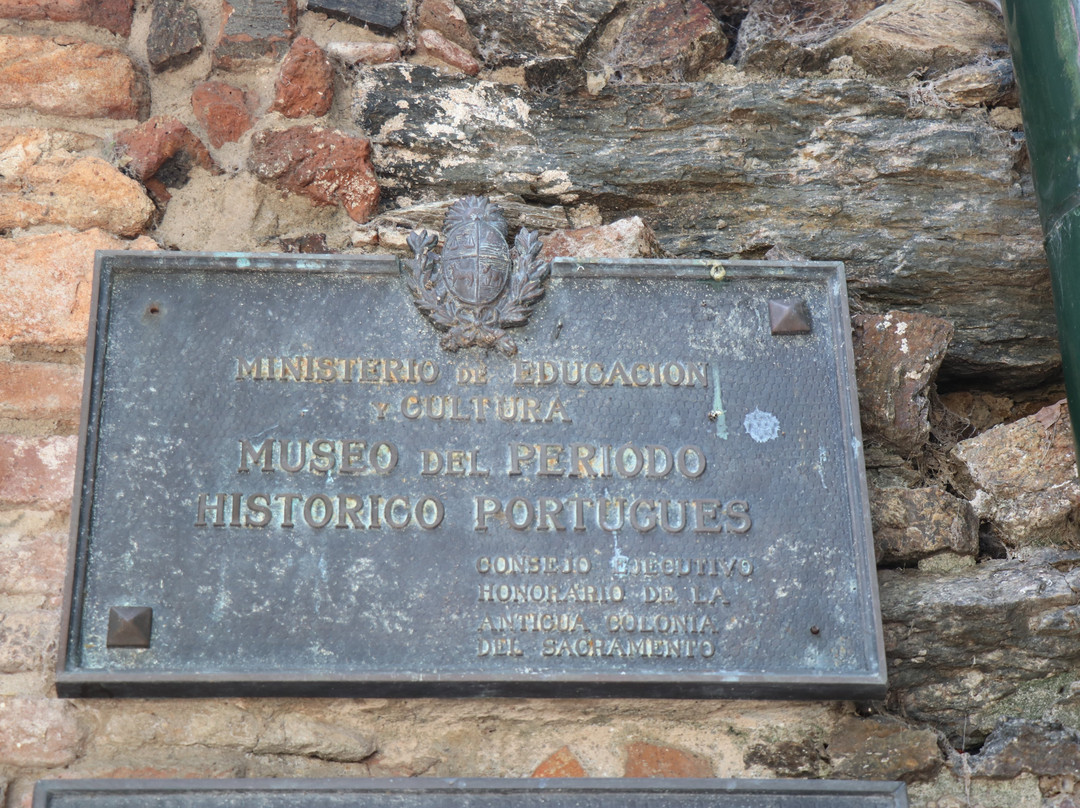 MINISTERIO DE EDUCACION
Y CULTURA
MUSEO DEL PERIODO
HISTORICO PORTUGUES
CONSEJO EJECUTIVO
HONORARIO DE LA
ANTIGUA COLONIA
DEL SACRAMENTO